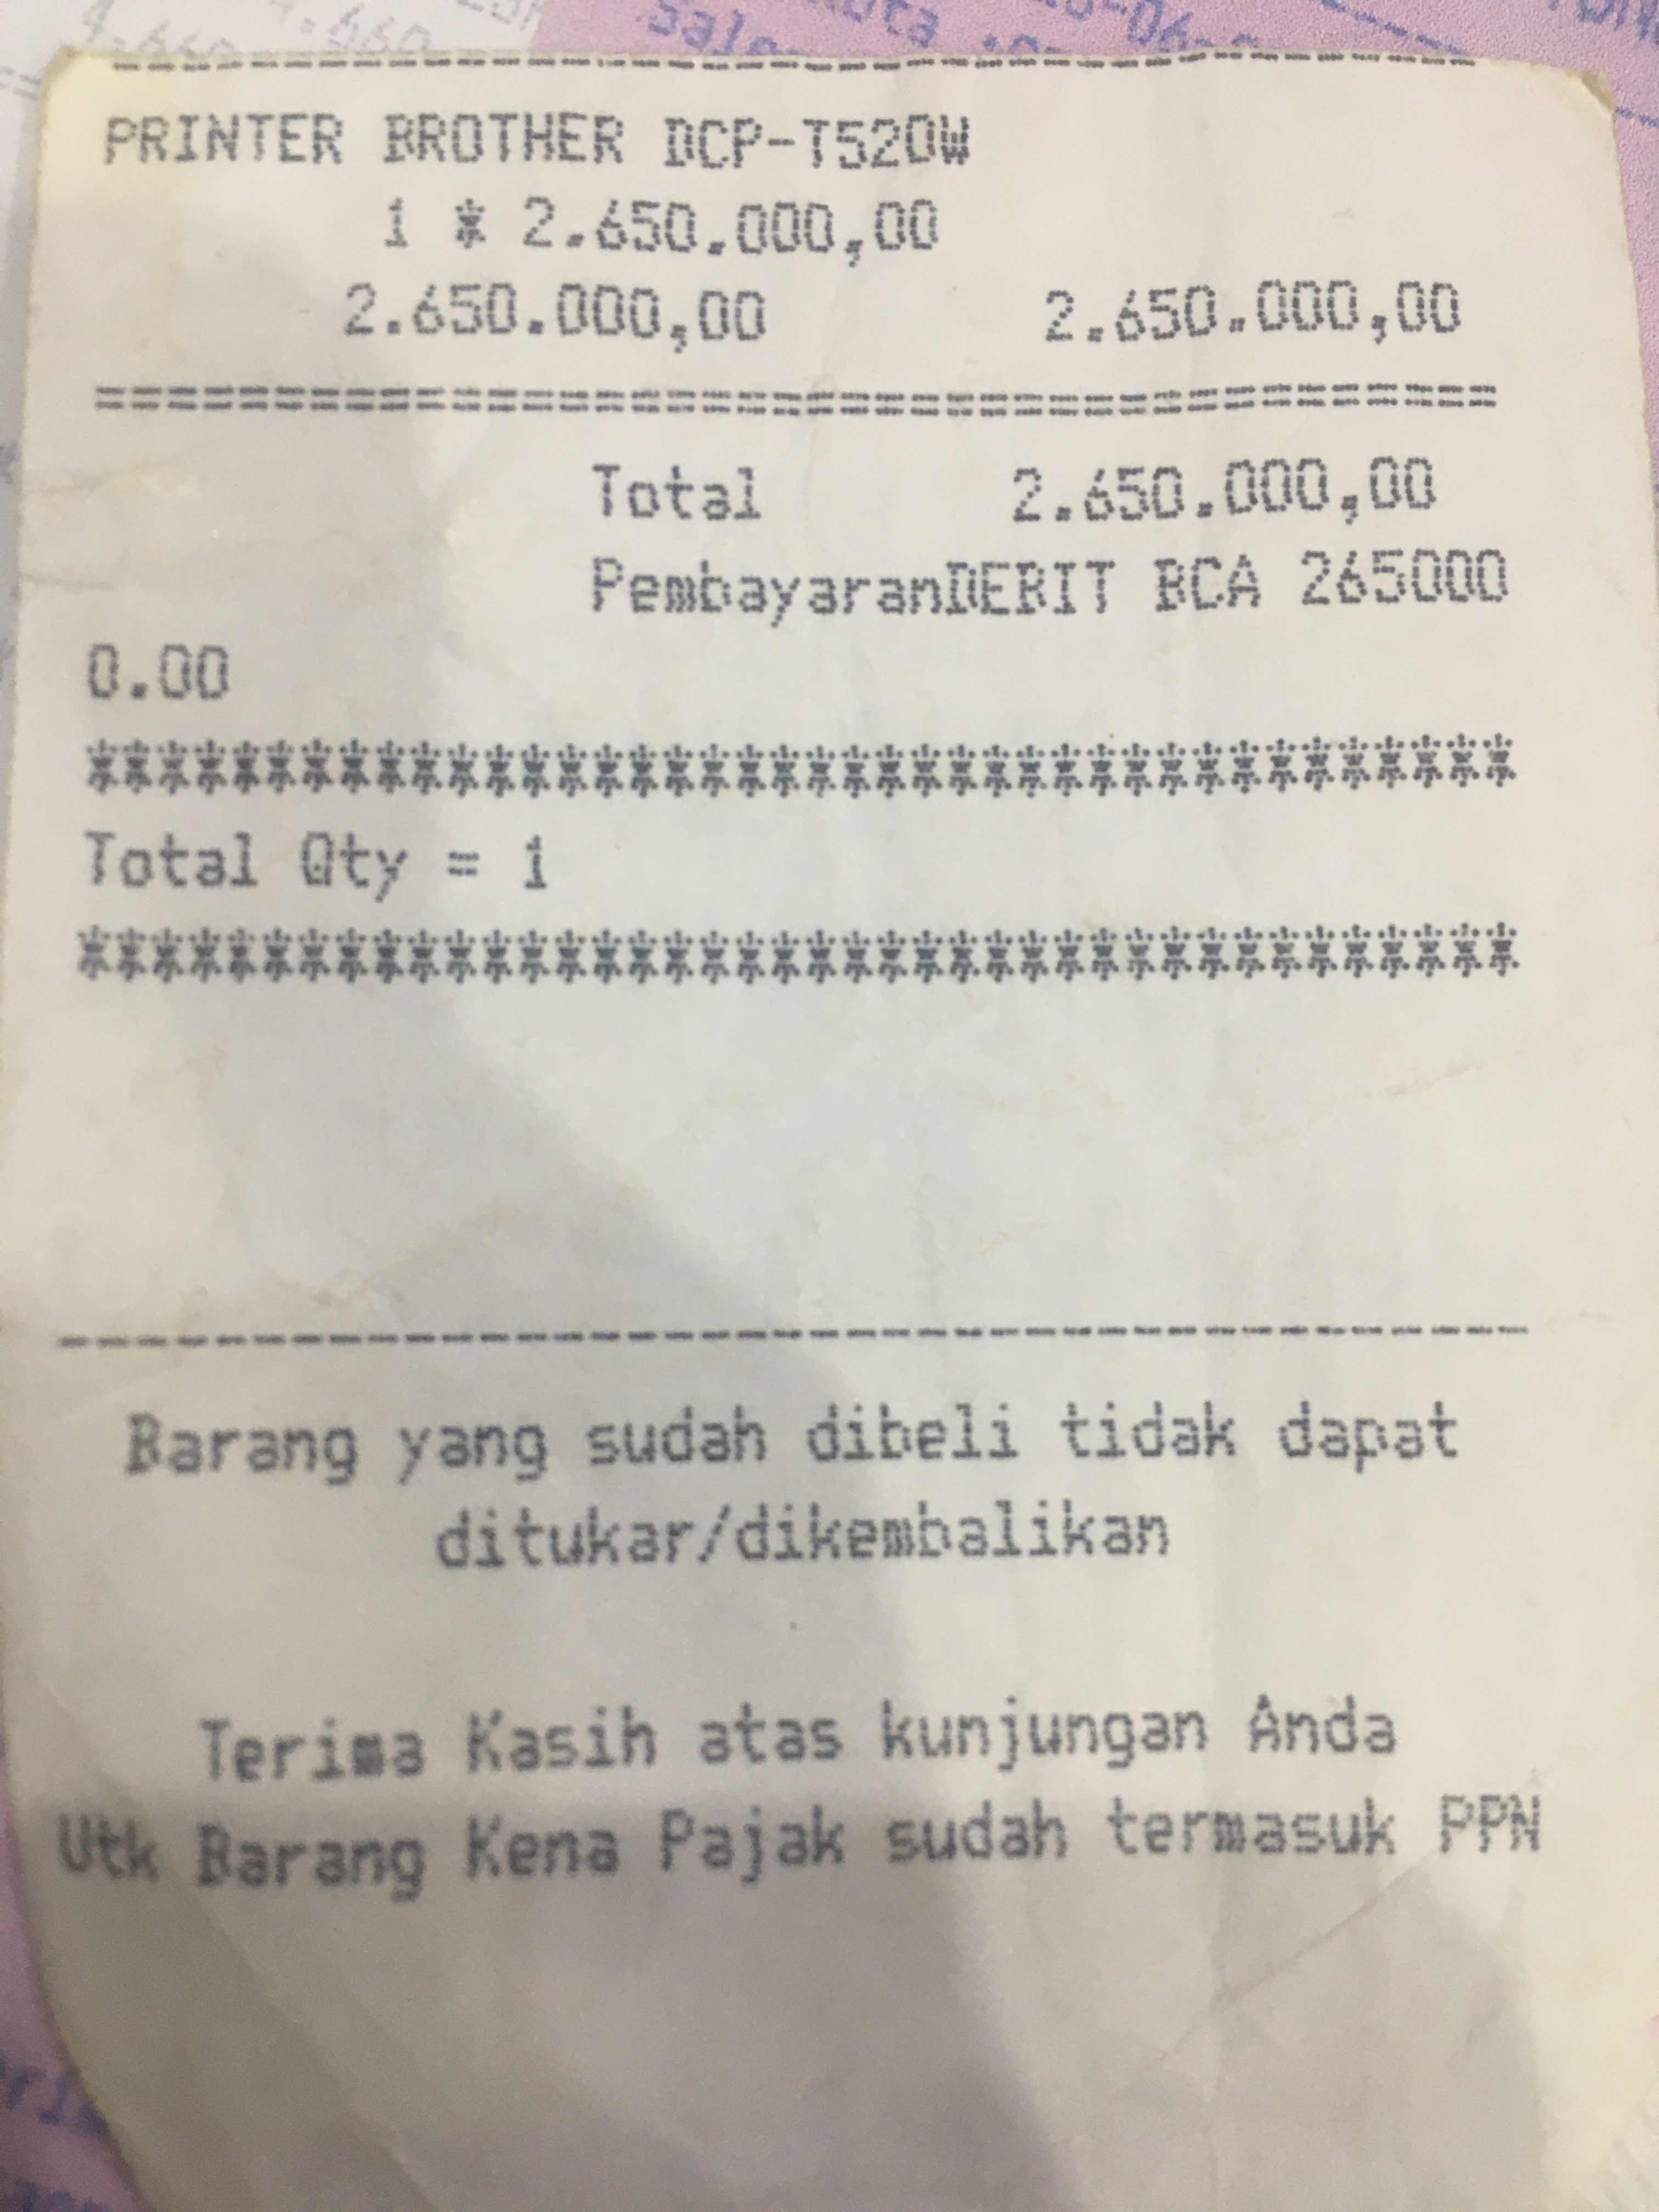 --------------------------------------
PRINTER BROTHER DCP-T520W
1 * 2.650.000,00
2.650.000,00 2.650.000,00
========================================
Total 2.650.000,00
PembayaranDEBIT BCA 265000
0.00
****************************************
Total Qty = 1
****************************************
----------------------------------------
Barang yang sudah dibeli tidak dapat
ditukar/dikembalikan
Terima Kasih atas kunjungan Anda
Utk Barang Kena Pajak sudah termasuk PPN